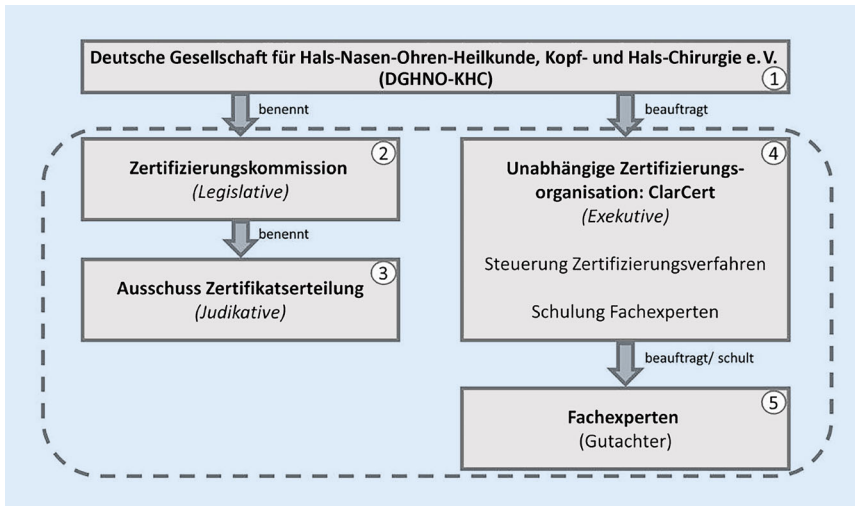 Deutsche Gesellschaft für Hals-Nasen-Ohren-Heilkunde, Kopf- und Hals-Chirurgie e.V.
(DGHNO-KHC)
1
benennt
beauftragt
2
Zertifizierungskommission
(Legislative)
benennt
3
Ausschuss Zertifikatserteilung
(Judikative)
4
Unabhängige Zertifizierungs-
organisation: ClarCert
(Exekutive)
Steuerung Zertifizierungsverfahren
Schulung Fachexperten
beauftragt/ schult
5
Fachexperten
(Gutachter)